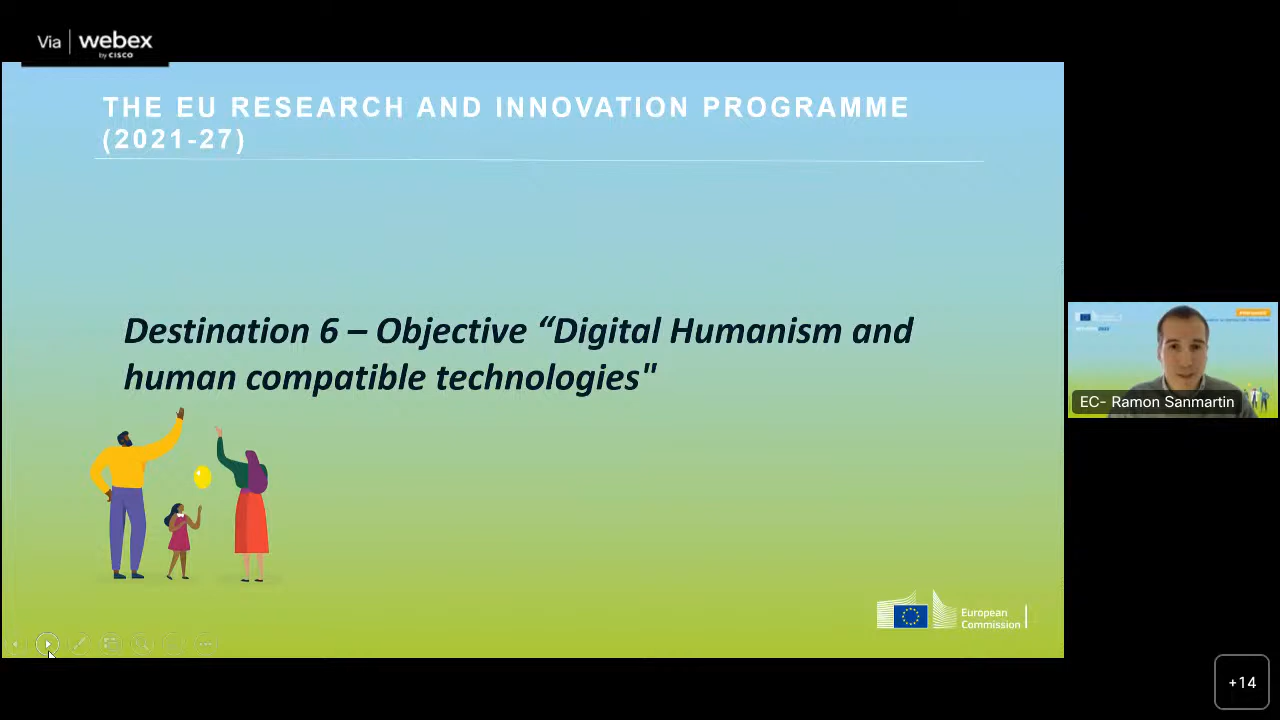 Via webex
by CISCO
THE EU RESEARCH AND INNOVATION PROGRAMME
(2021-27)
Destination 6 – Objective “Digital Humanism and
human compatible technologies"
EC- Ramon Sanmartin
European
Commission
+14